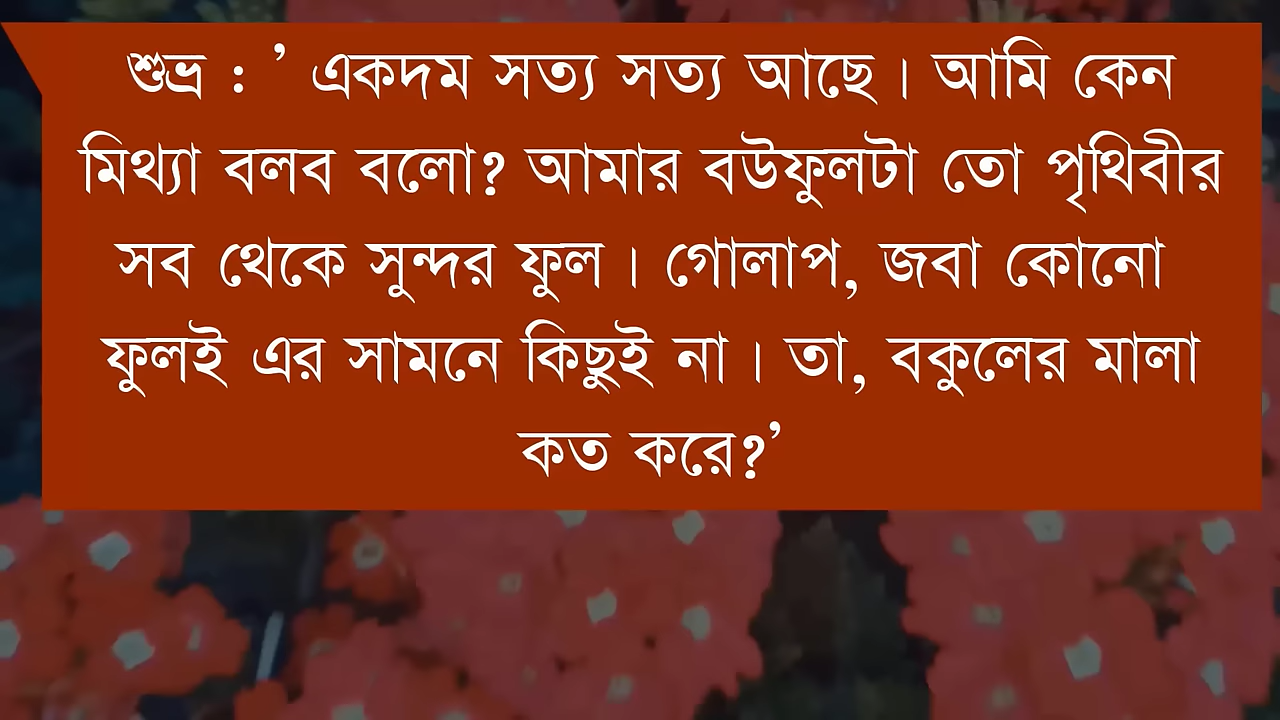 শুভ্র : ’ একদম সত্য সত্য আছে। আমি কেন
মিথ্যা বলব বলো? আমার বউফুলটা তো পৃথিবীর
সব থেকে সুন্দর ফুল। গোলাপ, জবা কোনো
ফুলই এর সামনে কিছুই না। তা, বকুলের মালা
কত করে?’